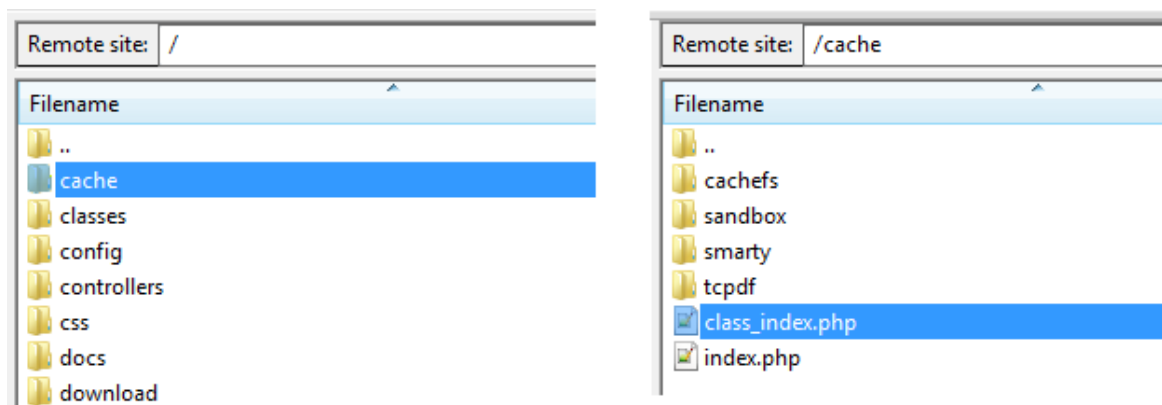 Remote site: /
Filename
..
cache
classes
config
controllers
css
docs
download
Remote site: /cache
Filename
..
cachefs
sandbox
smarty
tcpdf
class_index.php
index.php